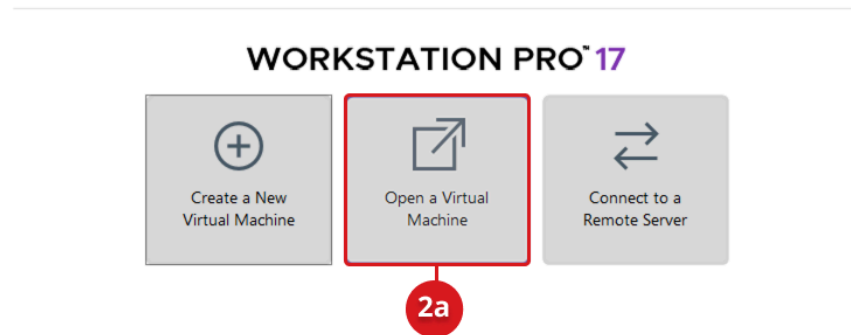 WORKSTATION PRO™ 17
Create a New
Virtual Machine
Open a Virtual
Machine
Connect to a
Remote Server
2a